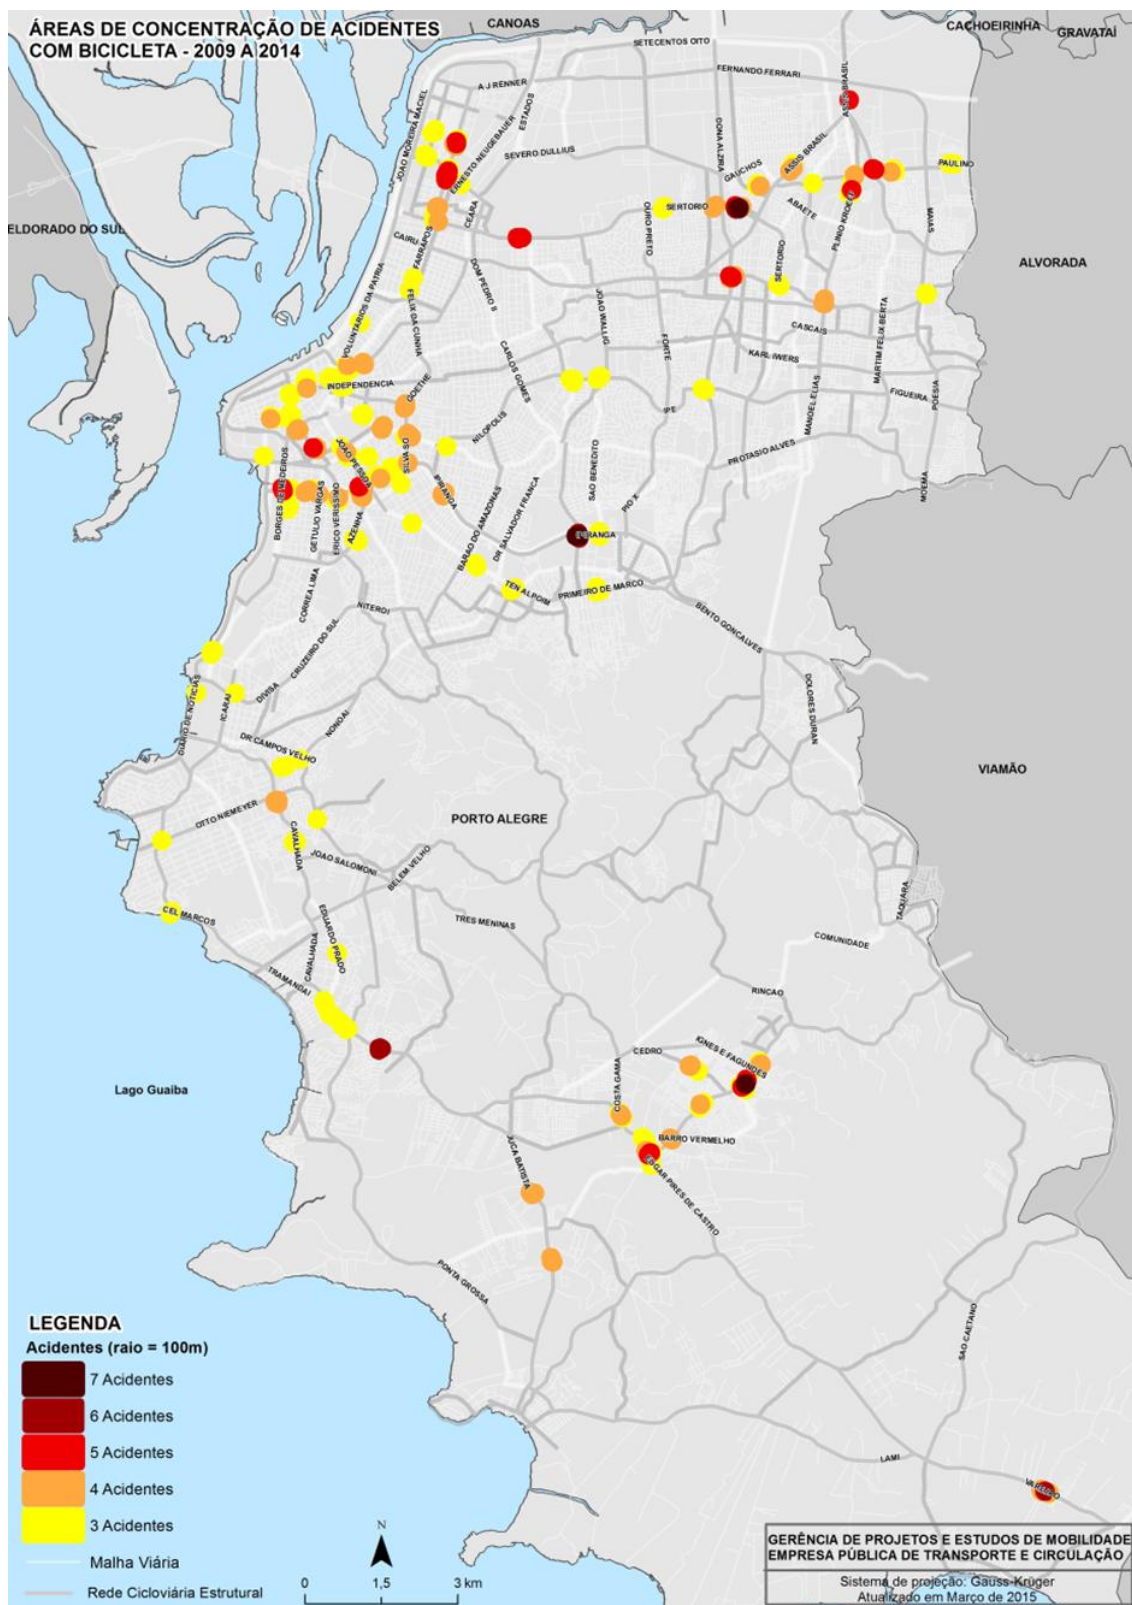 ÁREAS DE CONCENTRAÇÃO DE ACIDENTES
COM BICICLETA - 2009 A 2014
CANOAS
CACHOEIRINHA
GRAVATAÍ
SETECENTOS OITO
FERNANDO FERRARI
A J RENNER
ESTADOS
ASSIS BRASIL
JOAO MOREIRA MACIEL
ERNESTO NEUGEBAUER
SEVERO DULLIUS
DONA ALZIRA
GAUCHOS
ASSIS BRASIL
PAULINO
ABAETE
PLINIO KROEFF
MAIAS
CEARA
OURO PRETO
SERTORIO
ELDORADO DO SUL
CAIRU
FARRAPOS
DOM PEDRO II
SERTORIO
ALVORADA
VOLUNTARIOS DA PATRIA
FELIX DA CUNHA
JOAO WALLIG
FORTE
CASCAIS
MARTIM FELIX BERTA
CARLOS GOMES
KARL IWERS
INDEPENDENCIA
GOETHE
IPE
MANOEL ELIAS
FIGUEIRA
POESIA
NILOPOLIS
SILVA SO
JOAO PESSOA
PROTASIO ALVES
BORGES DE MEDEIROS
GETULIO VARGAS
ERICO VERISSIMO
AZENHA
IPIRANGA
BARAO DO AMAZONAS
DR SALVADOR FRANCA
SAO BENEDITO
PIO X
MOEMA
IPIRANGA
TEN ALPOIM
PRIMEIRO DE MARCO
CORREA LIMA
NITEROI
BENTO GONCALVES
CRUZEIRO DO SUL
DIVISA
ICARAI
DIARIO DE NOTICIAS
DOLORES DURAN
NONOAI
DR CAMPOS VELHO
VIAMÃO
OTTO NIEMEYER
PORTO ALEGRE
CAVALHADA
JOAO SALOMONI
BELEM VELHO
TAQUARA
CEL MARCOS
EDUARDO PRADO
TRES MENINAS
COMUNIDADE
CAVALHADA
TRAMANDAI
RINCAO
IGNES E FAGUNDES
CEDRO
COSTA GAMA
Lago Guaiba
BARRO VERMELHO
JUCA BATISTA
EDGAR PIRES DE CASTRO
PONTA GROSSA
SAO CAETANO
LAMI
VAREJAO
LEGENDA
Acidentes (raio = 100m)
7 Acidentes
6 Acidentes
5 Acidentes
4 Acidentes
3 Acidentes
Malha Viária
Rede Cicloviária Estrutural
N
0 1,5 3 km
GERÊNCIA DE PROJETOS E ESTUDOS DE MOBILIDADE
EMPRESA PÚBLICA DE TRANSPORTE E CIRCULAÇÃO
Sistema de projeção: Gauss-Krüger
Atualizado em Março de 2015